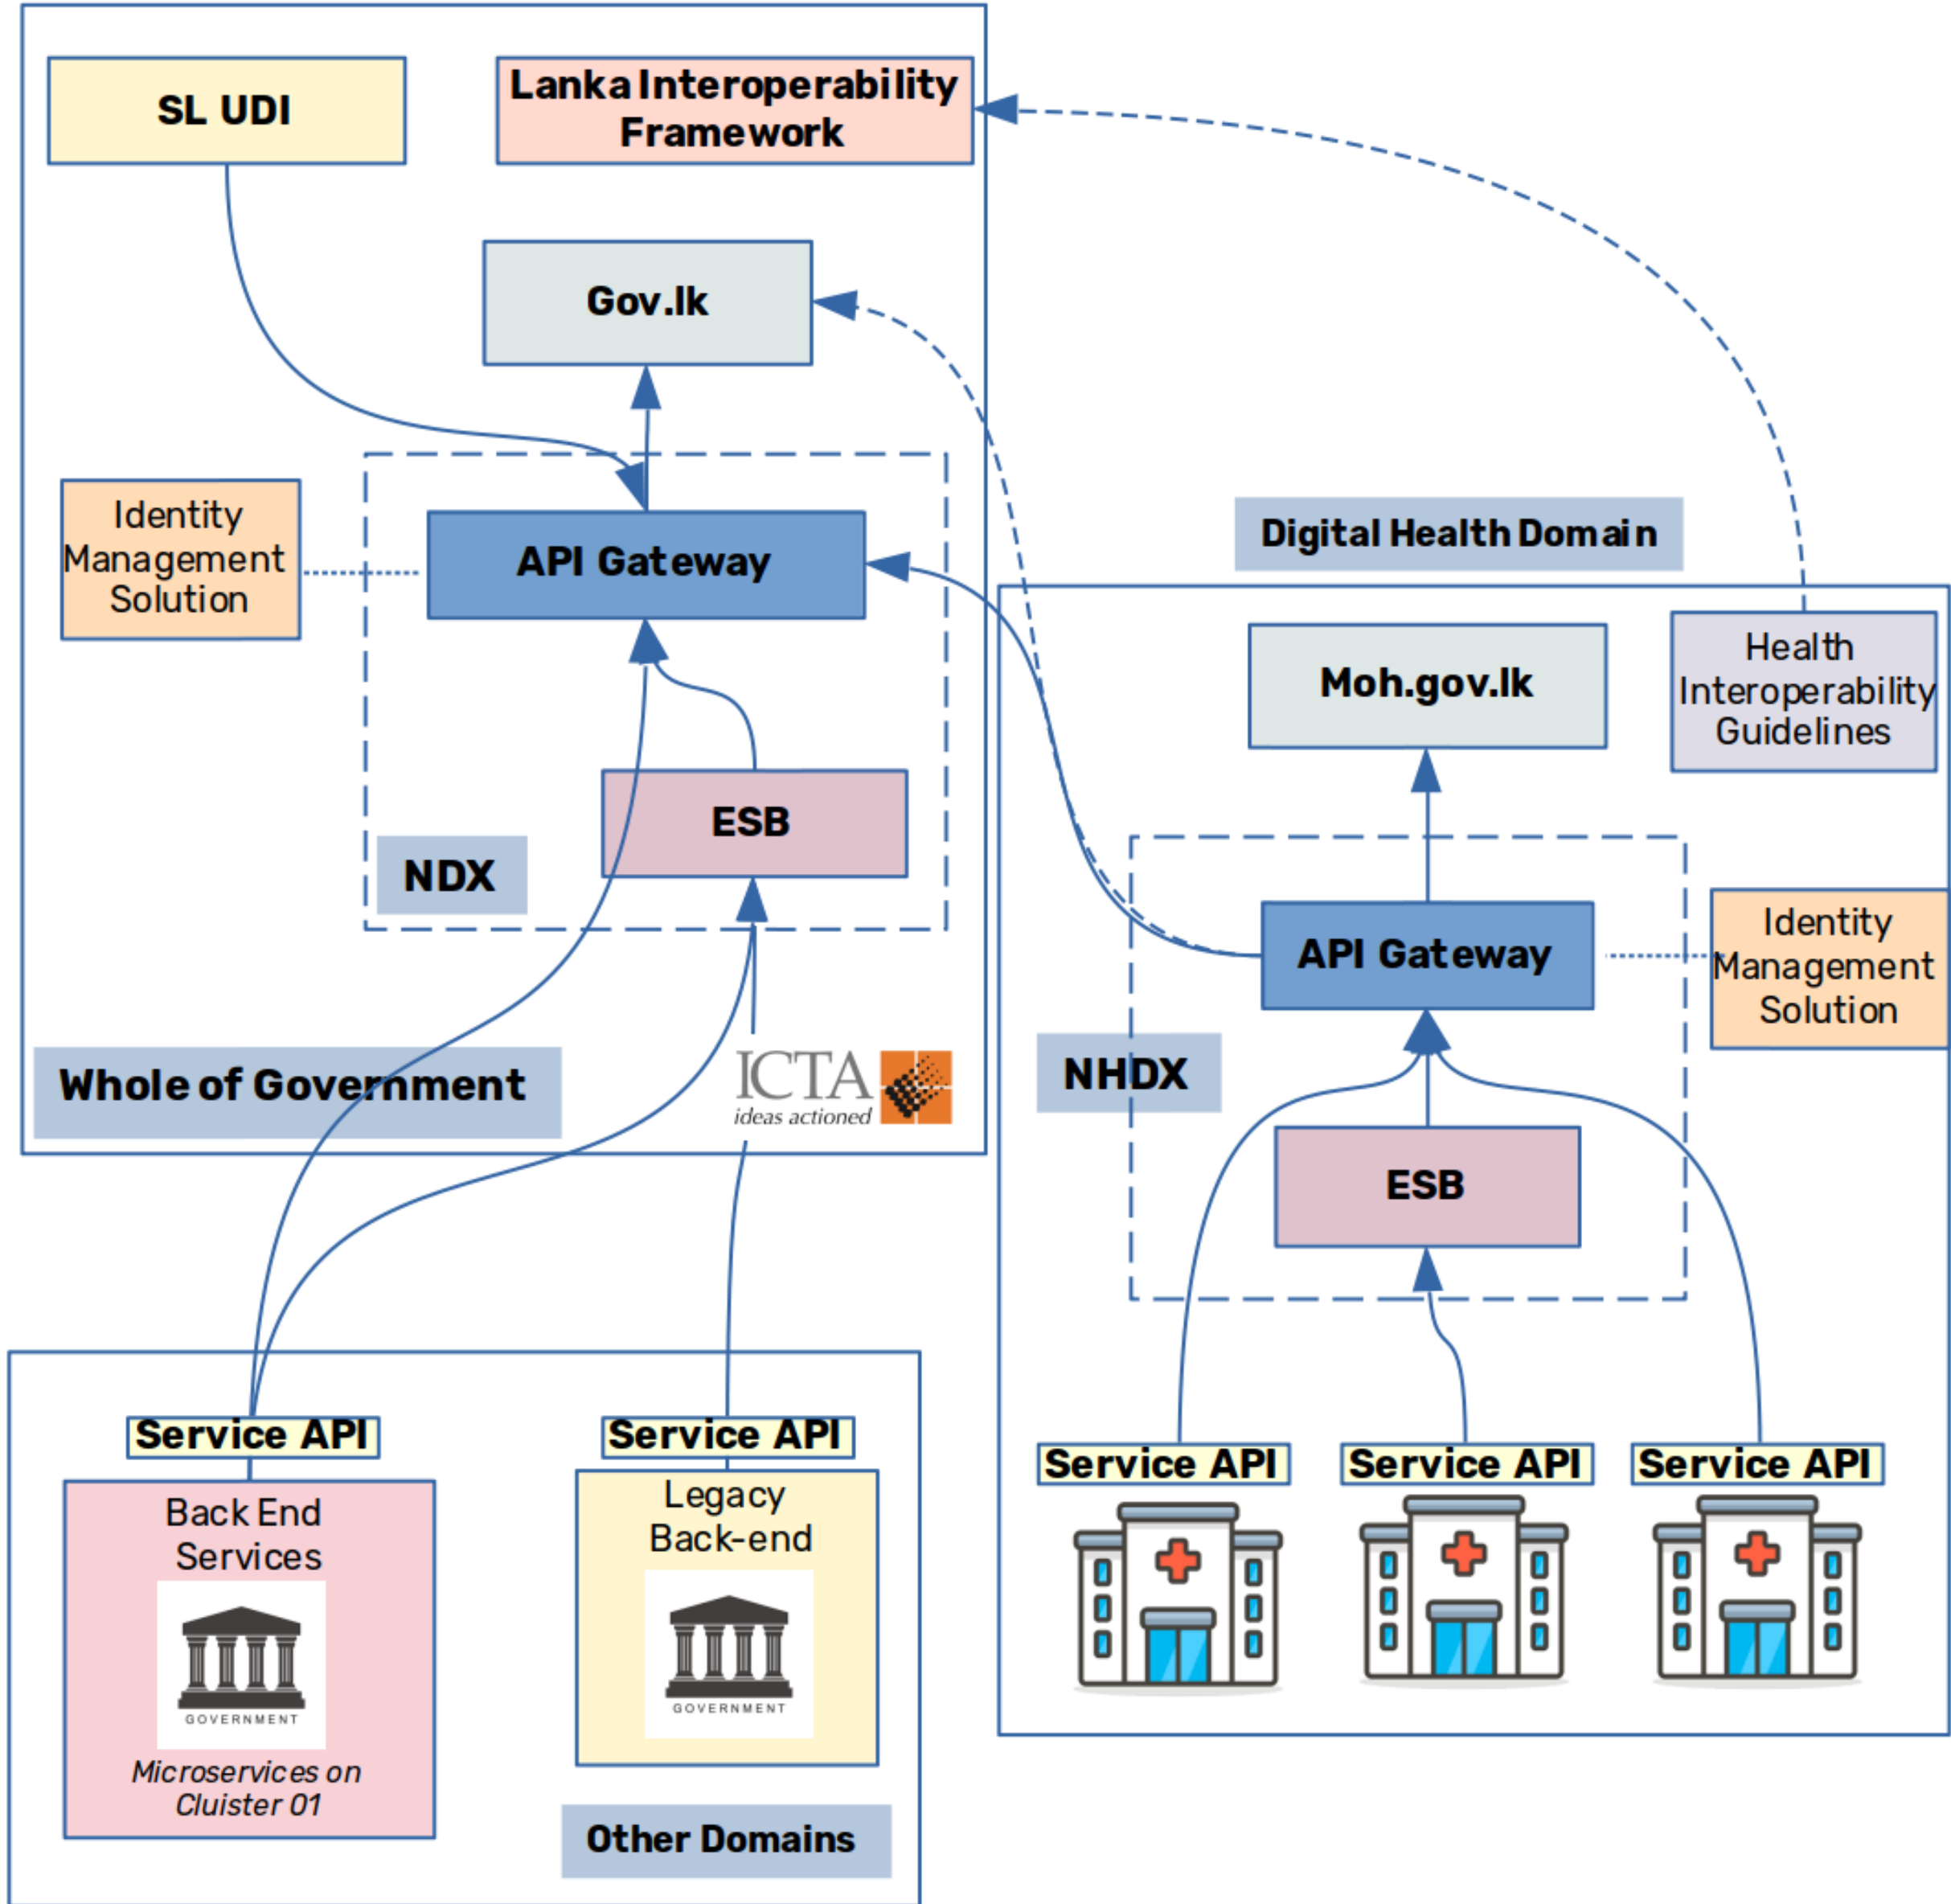 SL UDI
Lanka Interoperability
Framework
Gov.lk
Identity
Management
Solution
API Gateway
ESB
NDX
Whole of Government
ICTA
ideas actioned
Digital Health Domain
Moh.gov.lk
Health
Interoperability
Guidelines
API Gateway
Identity
Management
Solution
NHDX
ESB
Service API
Service API
Service API
Service API
Back End
Services
GOVERNMENT
Microservices on
Cluister 01
Service API
Legacy
Back-end
GOVERNMENT
Other Domains